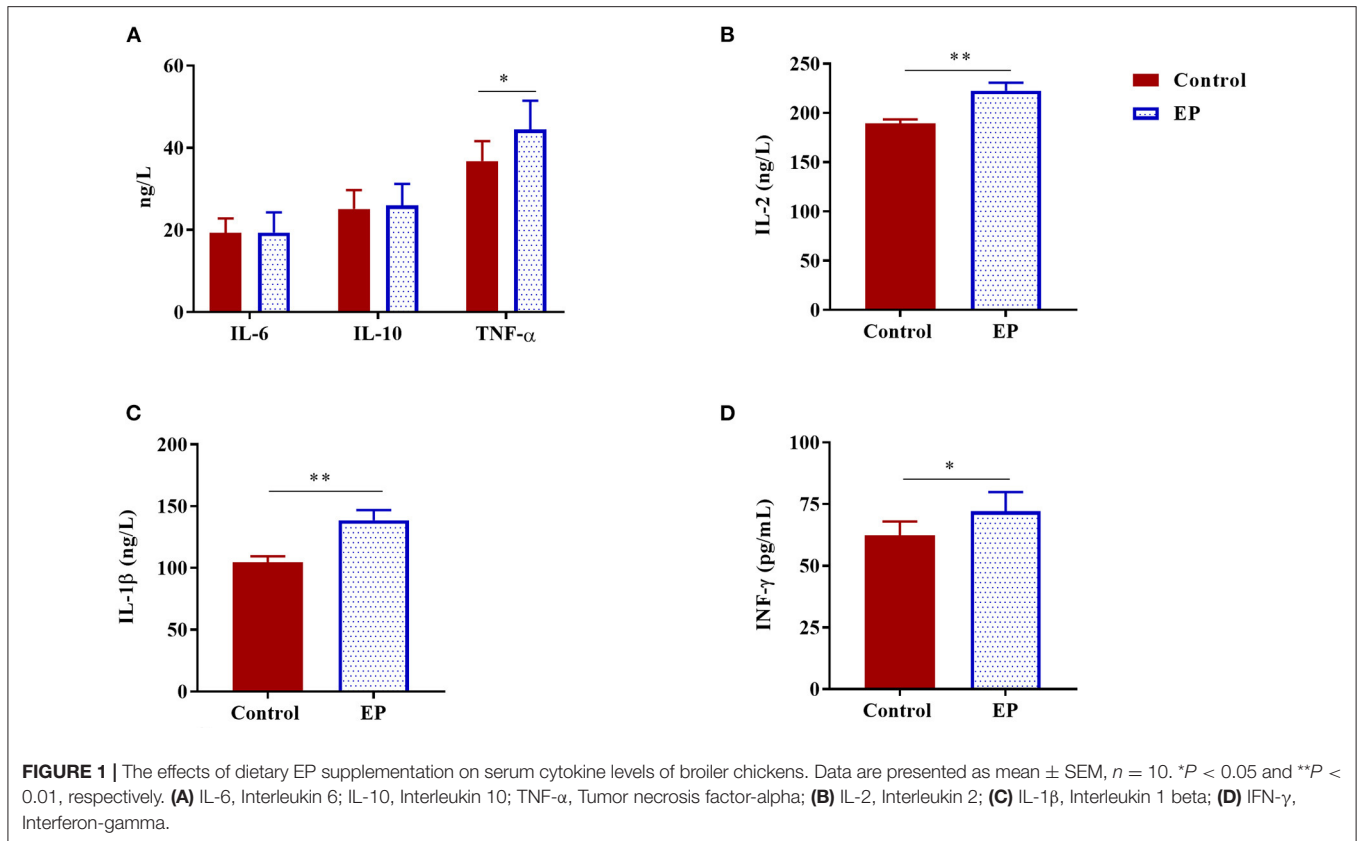 A
60
40
20
0
ng/L
*
IL-6 IL-10 TNF-α
B
250
200
150
100
50
0
IL-2 (ng/L)
**
Control EP
Control
EP
C
200
150
100
50
0
IL-1β (ng/L)
**
Control EP
D
100
75
50
25
0
INF-γ (pg/mL)
*
Control EP
FIGURE 1 | The effects of dietary EP supplementation on serum cytokine levels of broiler chickens. Data are presented as mean ± SEM, n = 10. *P < 0.05 and **P <
0.01, respectively. (A) IL-6, Interleukin 6; IL-10, Interleukin 10; TNF-α, Tumor necrosis factor-alpha; (B) IL-2, Interleukin 2; (C) IL-1β, Interleukin 1 beta; (D) IFN-γ,
Interferon-gamma.